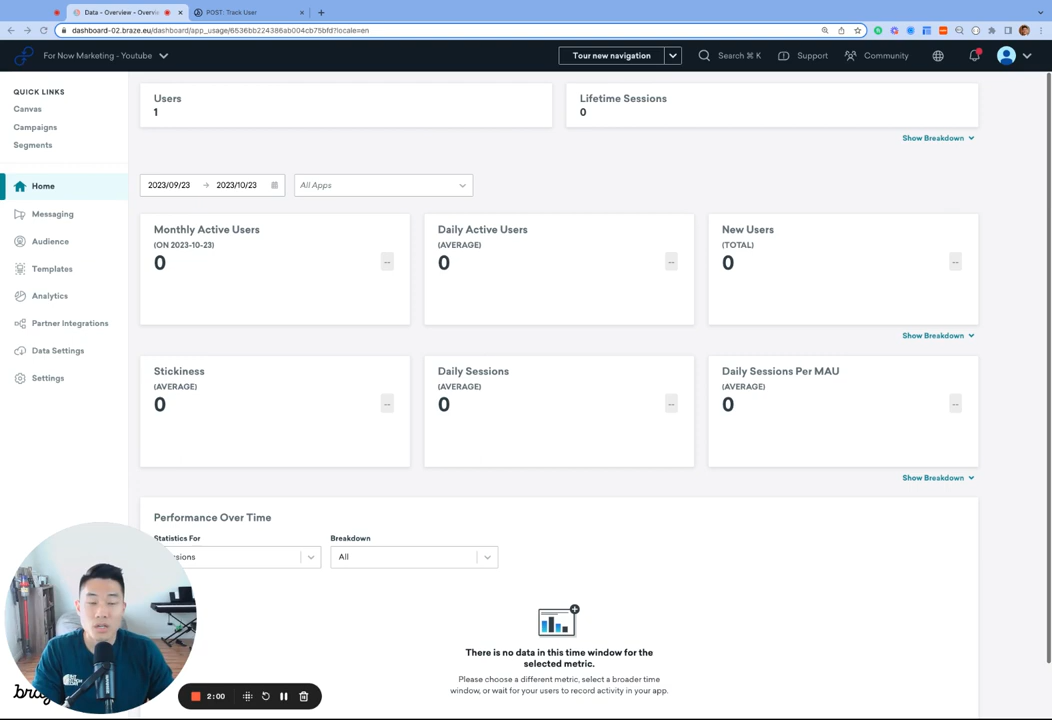 Data - Overview - Overvi
POST: Track User
dashboard-02.braze.eu/dashboard/app_usage/6536bb224386ab004cb75bfd?locale=en
For Now Marketing - Youtube
Tour new navigation
Search ⌘ K
Support
Community
QUICK LINKS
Canvas
Campaigns
Segments
Home
Messaging
Audience
Templates
Analytics
Partner Integrations
Data Settings
Settings
Users
1
Lifetime Sessions
0
Show Breakdown
2023/09/23 → 2023/10/23
All Apps
Monthly Active Users
(ON 2023-10-23)
0
--
Daily Active Users
(AVERAGE)
0
--
New Users
(TOTAL)
0
--
Show Breakdown
Stickiness
(AVERAGE)
0
--
Daily Sessions
(AVERAGE)
0
--
Daily Sessions Per MAU
(AVERAGE)
0
--
Show Breakdown
Performance Over Time
Statistics For
Breakdown
ssions
All
There is no data in this time window for the
selected metric.
Please choose a different metric, select a broader time
window, or wait for your users to record activity in your app.
2:00